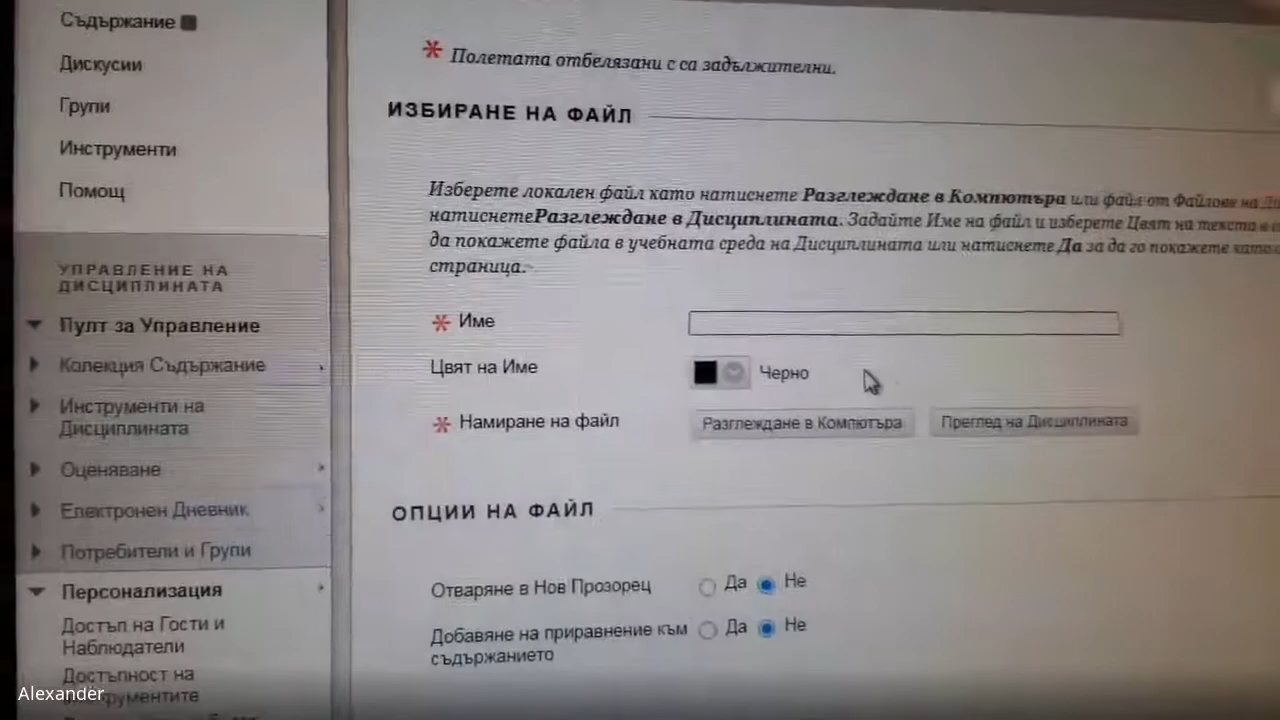 Съдържание
Дискусии
Групи
Инструменти
Помощ
УПРАВЛЕНИЕ НА
ДИСЦИПЛИНАТА
Пулт за Управление
Колекция Съдържание
Инструменти на
Дисциплината
Оценяване
Електронен Дневник
Потребители и Групи
Персонализация
Достъп на Гости и
Наблюдатели
Достъпност на
Alexander
* Полетата отбелязани с са задължителни.
ИЗБИРАНЕ НА ФАЙЛ
Изберете локален файл като натиснете Разглеждане в Компютъра или файл от Файлове на
натиснетеРазглеждане в Дисциплината. Задайте Име на файл и изберете Цвят на текста
да покажете файла в учебната среда на Дисциплината или натиснете Да за да го покажете като
страница.
* Име
Цвят на Име Черно
* Намиране на файл Разглеждане в Компютъра Преглед на Дисциплината
ОПЦИИ НА ФАЙЛ
Отваряне в Нов Прозорец Да Не
Добавяне на приравнение към Да Не
съдържанието